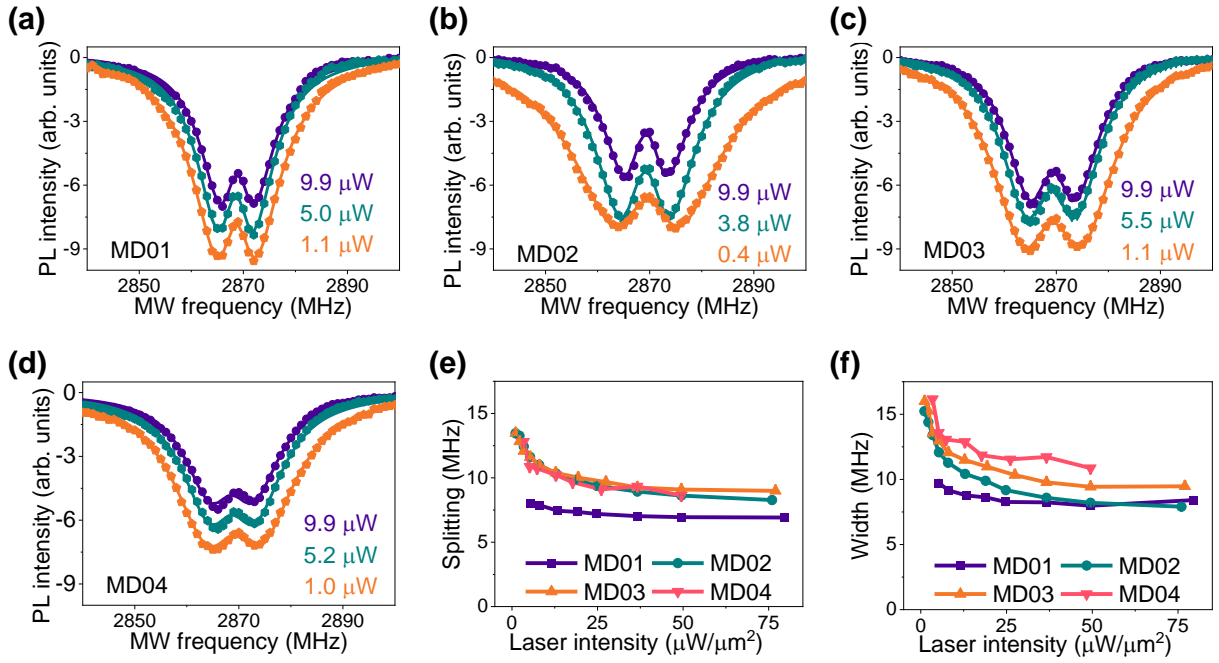 (a)
PL intensity (arb. units)
0
-3
-6
-9
9.9 μW
5.0 μW
1.1 μW
MD01
2850 2870 2890
MW frequency (MHz)
(b)
PL intensity (arb. units)
0
-3
-6
-9
9.9 μW
3.8 μW
0.4 μW
MD02
2850 2870 2890
MW frequency (MHz)
(c)
PL intensity (arb. units)
0
-3
-6
-9
9.9 μW
5.5 μW
1.1 μW
MD03
2850 2870 2890
MW frequency (MHz)
(d)
PL intensity (arb. units)
0
-3
-6
-9
9.9 μW
5.2 μW
1.0 μW
MD04
2850 2870 2890
MW frequency (MHz)
(e)
Splitting (MHz)
15
10
5
0
MD01 MD02
MD03 MD04
0 25 50 75
Laser intensity (μW/μm²)
(f)
Width (MHz)
15
10
5
0
MD01 MD02
MD03 MD04
0 25 50 75
Laser intensity (μW/μm²)